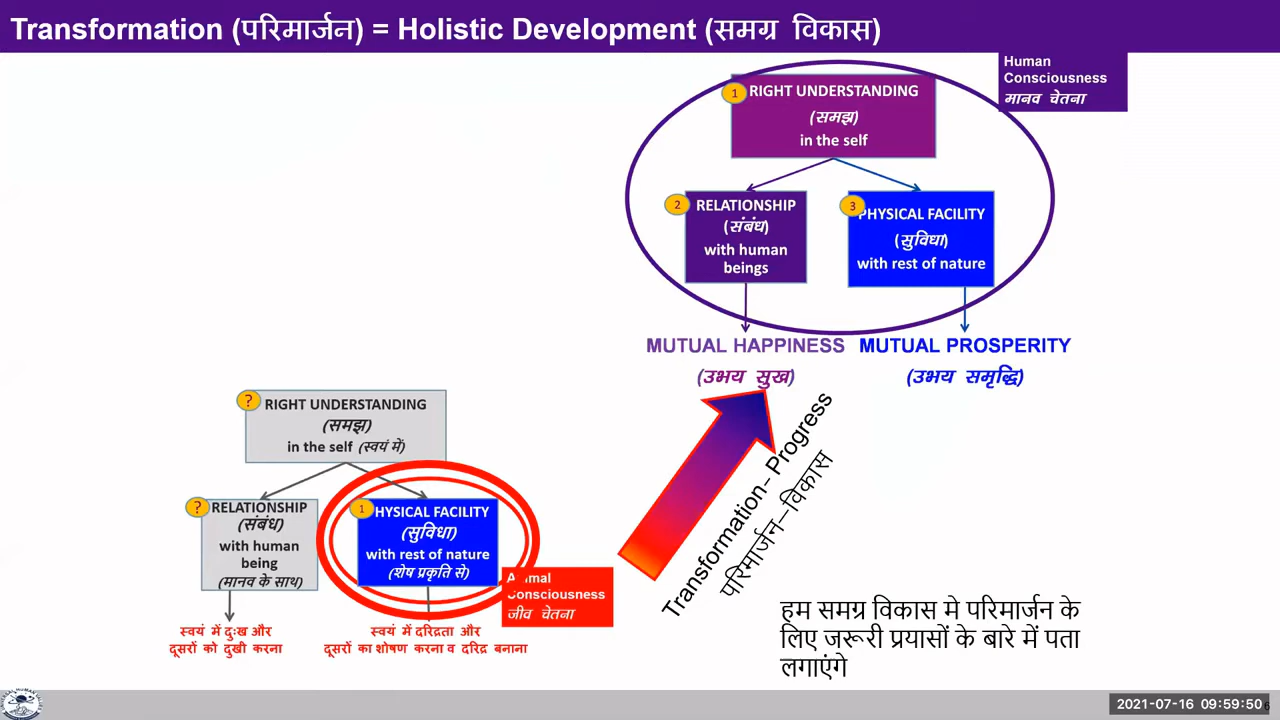 Transformation (परिमार्जन) = Holistic Development (समग्र विकास)
Human
Consciousness
मानव चेतना
1
RIGHT UNDERSTANDING
(समझ)
in the self
2
RELATIONSHIP
(संबंध)
with human
beings
3
PHYSICAL FACILITY
(सुविधा)
with rest of nature
MUTUAL HAPPINESS
(उभय सुख)
MUTUAL PROSPERITY
(उभय समृद्धि)
?
RIGHT UNDERSTANDING
(समझ)
in the self (स्वयं में)
?
RELATIONSHIP
(संबंध)
with human
being
(मानव के साथ)
1
PHYSICAL FACILITY
(सुविधा)
with rest of nature
(शेष प्रकृति से)
Animal
Consciousness
जीव चेतना
स्वयं में दुःख और
दूसरों को दुखी करना
स्वयं में दरिद्रता और
दूसरों का शोषण करना व दरिद्र बनाना
Transformation– Progress
परिमार्जन–विकास
हम समग्र विकास मे परिमार्जन के
लिए जरूरी प्रयासों के बारे में पता
लगाएंगे
2021-07-16 09:59:50
6